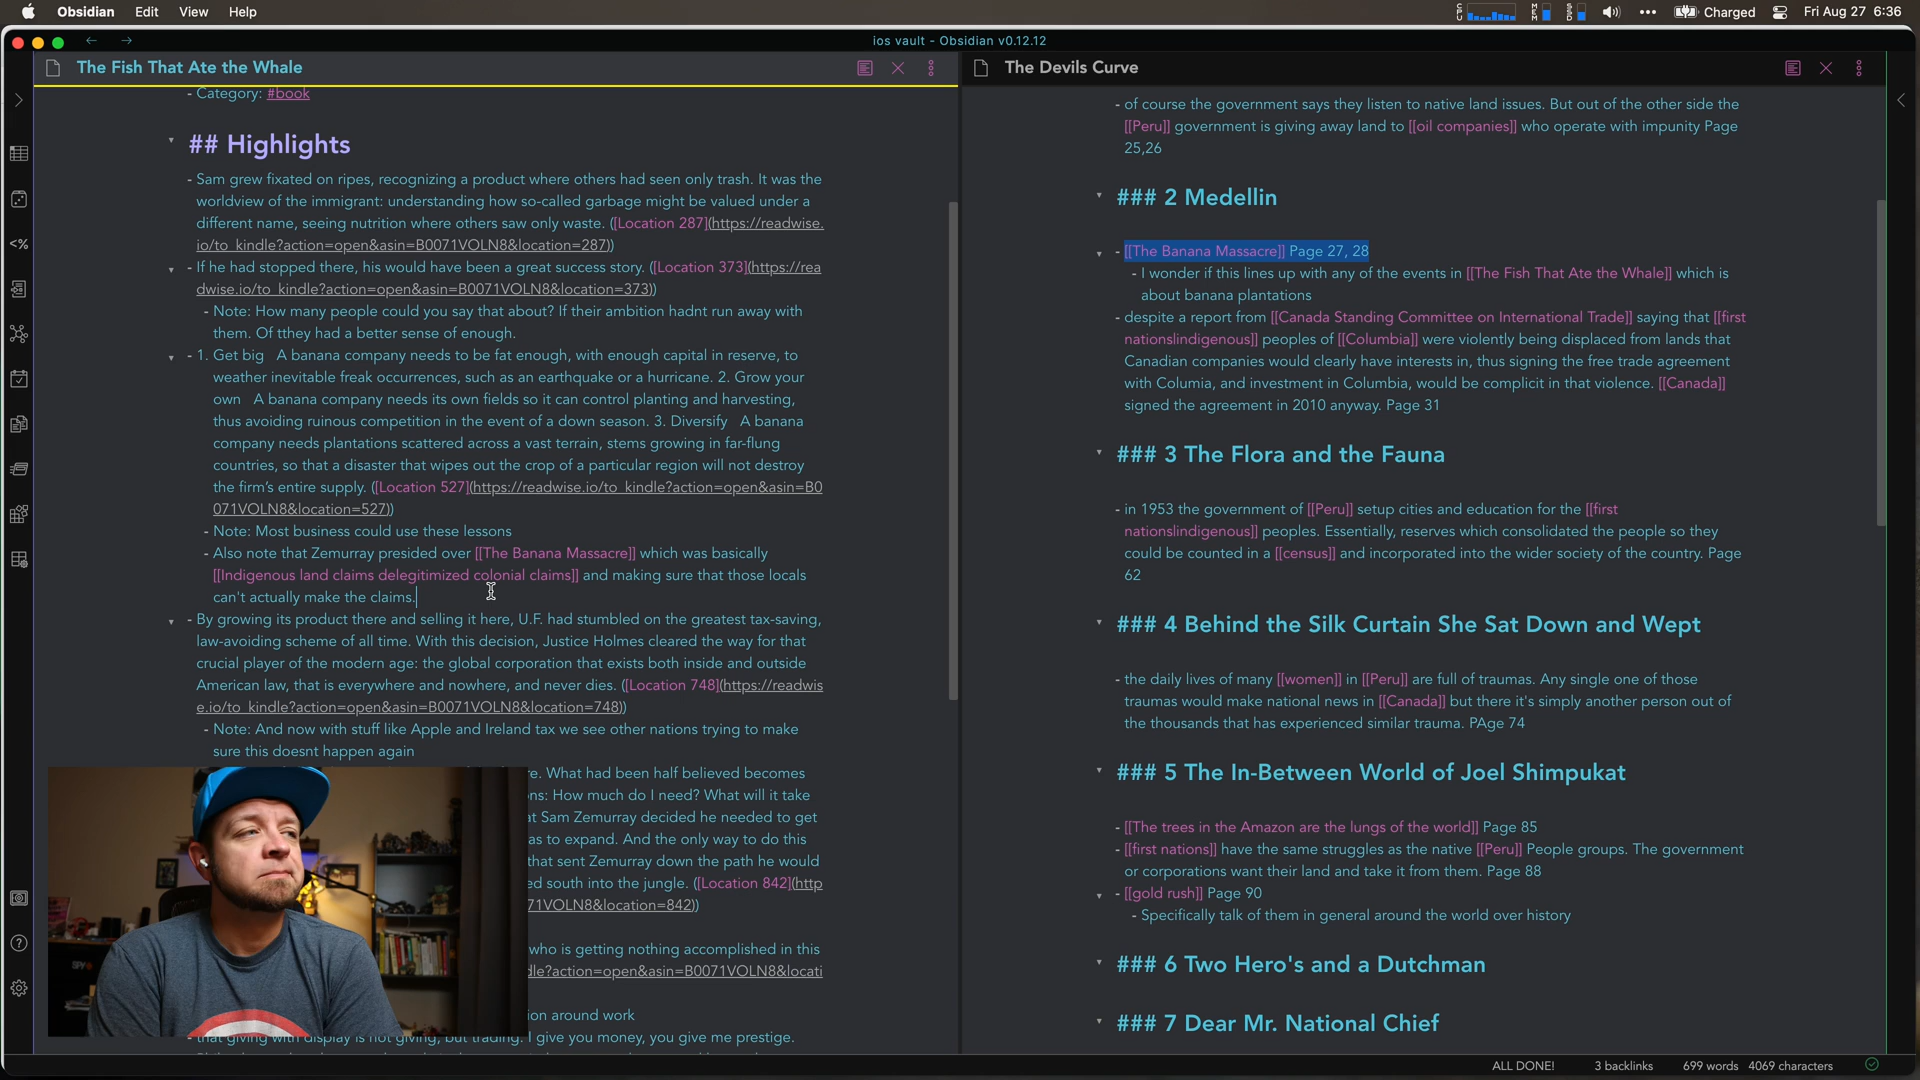 Obsidian Edit View Help
Charged Fri Aug 27 6:36
ios vault - Obsidian v0.12.12
The Fish That Ate the Whale
- Category: #book
## Highlights
- Sam grew fixated on ripes, recognizing a product where others had seen only trash. It was the
worldview of the immigrant: understanding how so-called garbage might be valued under a
different name, seeing nutrition where others saw only waste. ([Location 287](https://readwise.
io/to_kindle?action=open&asin=B0071VOLN8&location=287))
- If he had stopped there, his would have been a great success story. ([Location 373](https://rea
dwise.io/to_kindle?action=open&asin=B0071VOLN8&location=373))
- Note: How many people could you say that about? If their ambition hadnt run away with
them. Of tthey had a better sense of enough.
- 1. Get big A banana company needs to be fat enough, with enough capital in reserve, to
weather inevitable freak occurrences, such as an earthquake or a hurricane. 2. Grow your
own A banana company needs its own fields so it can control planting and harvesting,
thus avoiding ruinous competition in the event of a down season. 3. Diversify A banana
company needs plantations scattered across a vast terrain, stems growing in far-flung
countries, so that a disaster that wipes out the crop of a particular region will not destroy
the firm's entire supply. ([Location 527](https://readwise.io/to_kindle?action=open&asin=B0
071VOLN8&location=527))
- Note: Most business could use these lessons
- Also note that Zemurray presided over [[The Banana Massacre]] which was basically
[[Indigenous land claims delegitimized colonial claims]] and making sure that those locals
can't actually make the claims.
- By growing its product there and selling it here, U.F. had stumbled on the greatest tax-saving,
law-avoiding scheme of all time. With this decision, Justice Holmes cleared the way for that
crucial player of the modern age: the global corporation that exists both inside and outside
American law, that is everywhere and nowhere, and never dies. ([Location 748](https://readwis
e.io/to_kindle?action=open&asin=B0071VOLN8&location=748))
- Note: And now with stuff like Apple and Ireland tax we see other nations trying to make
sure this doesnt happen again
re. What had been half believed becomes
ons: How much do I need? What will it take
at Sam Zemurray decided he needed to get
as to expand. And the only way to do this
that sent Zemurray down the path he would
ed south into the jungle. ([Location 842](http
071VOLN8&location=842))
who is getting nothing accomplished in this
dle?action=open&asin=B0071VOLN8&locati
ion around work
- that giving with display is not giving, but trading. I give you money, you give me prestige.
The Devils Curve
- of course the government says they listen to native land issues. But out of the other side the
[[Peru]] government is giving away land to [[oil companies]] who operate with impunity Page
25,26
### 2 Medellin
- [[The Banana Massacre]] Page 27, 28
- I wonder if this lines up with any of the events in [[The Fish That Ate the Whale]] which is
about banana plantations
- despite a report from [[Canada Standing Committee on International Trade]] saying that [[first
nationslindigenous]] peoples of [[Columbia]] were violently being displaced from lands that
Canadian companies would clearly have interests in, thus signing the free trade agreement
with Columia, and investment in Columbia, would be complicit in that violence. [[Canada]]
signed the agreement in 2010 anyway. Page 31
### 3 The Flora and the Fauna
- in 1953 the government of [[Peru]] setup cities and education for the [[first
nationslindigenous]] peoples. Essentially, reserves which consolidated the people so they
could be counted in a [[census]] and incorporated into the wider society of the country. Page
62
### 4 Behind the Silk Curtain She Sat Down and Wept
- the daily lives of many [[women]] in [[Peru]] are full of traumas. Any single one of those
traumas would make national news in [[Canada]] but there it's simply another person out of
the thousands that has experienced similar trauma. PAge 74
### 5 The In-Between World of Joel Shimpukat
- [[The trees in the Amazon are the lungs of the world]] Page 85
- [[first nations]] have the same struggles as the native [[Peru]] People groups. The government
or corporations want their land and take it from them. Page 88
- [[gold rush]] Page 90
- Specifically talk of them in general around the world over history
### 6 Two Hero's and a Dutchman
### 7 Dear Mr. National Chief
ALL DONE! 3 backlinks 699 words 4069 characters